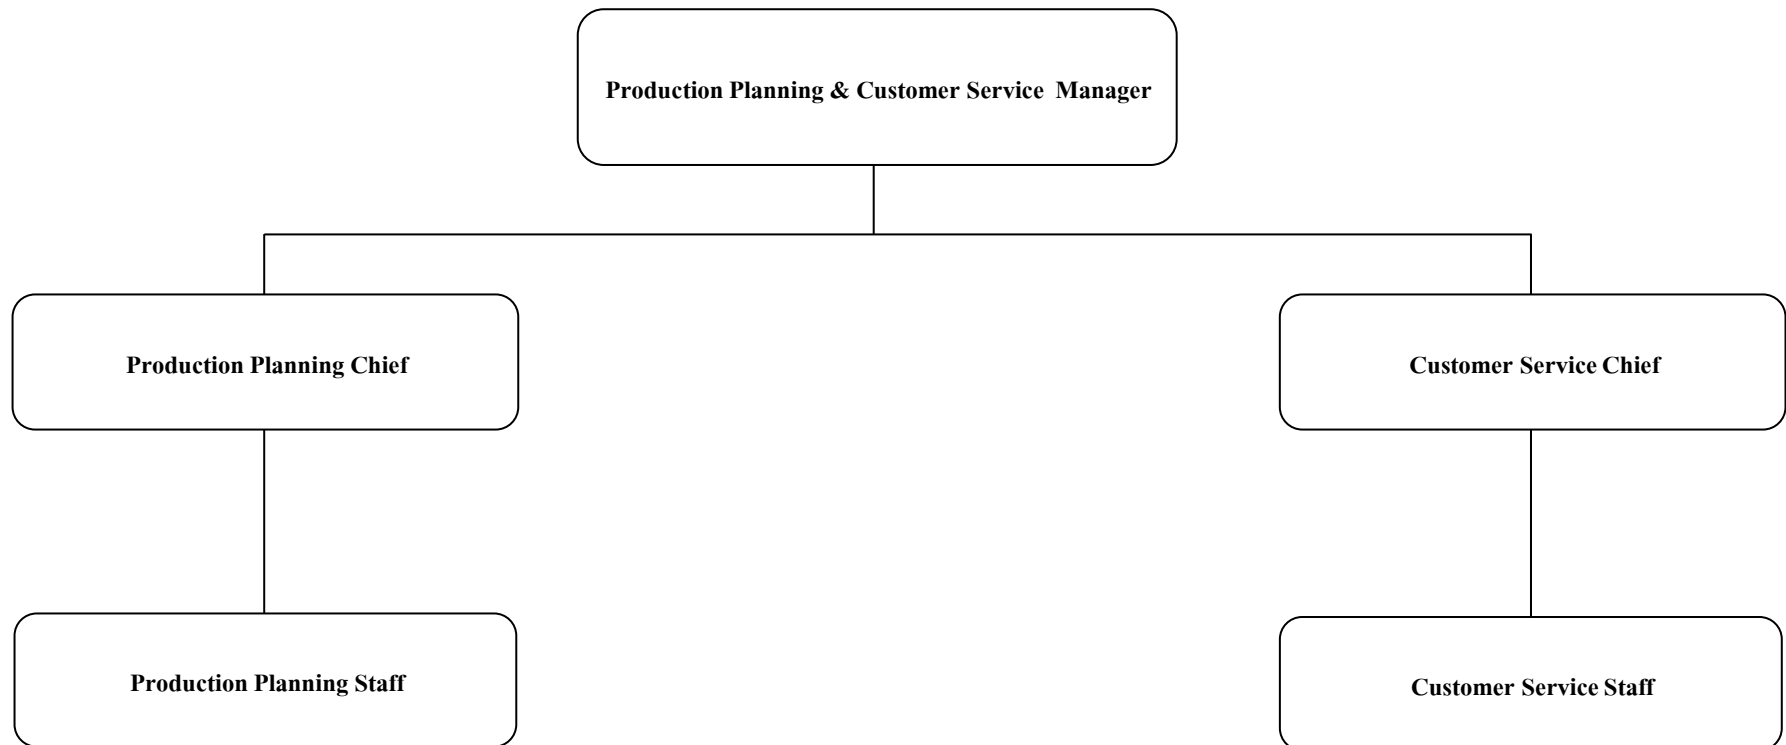 Production Planning & Customer Service  Manager
Production Planning Chief
Customer Service Chief
Production Planning Staff
Customer Service Staff